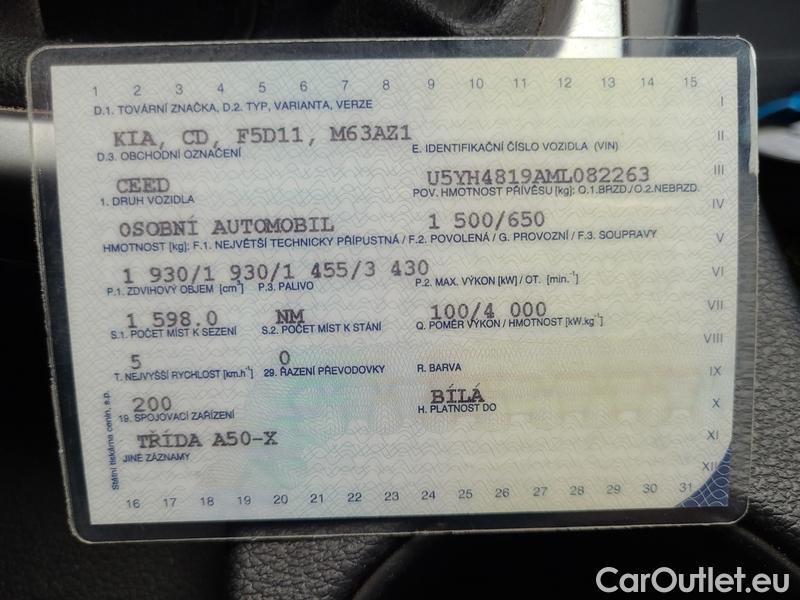 1 2 3 4 5 6 7 8 9 10 11 12 13 14 15
I
D.1. TOVÁRNÍ ZNAČKA, D.2. TYP, VARIANTA, VERZE
KIA, CD, F5D11, M63AZ1
II
D.3. OBCHODNÍ OZNAČENÍ E. IDENTIFIKAČNÍ ČÍSLO VOZIDLA (VIN)
CEED U5YH4819AML082263
III
1. DRUH VOZIDLA POV. HMOTNOST PŘÍVĚSU [kg]: O.1.BRZD./O.2.NEBRZD.
IV
OSOBNÍ AUTOMOBIL 1 500/650
HMOTNOST [kg]: F.1. NEJVĚTŠÍ TECHNICKY PŘÍPUSTNÁ / F.2. POVOLENÁ / G. PROVOZNÍ / F.3. SOUPRAVY
V
1 930/1 930/1 455/3 430
VI
P.1. ZDVIHOVÝ OBJEM [cm³] P.3. PALIVO P.2. MAX. VÝKON [kW] / OT. [min.⁻¹]
1 598.0 NM 100/4 000
VII
S.1. POČET MÍST K SEZENÍ S.2. POČET MÍST K STÁNÍ Q. POMĚR VÝKON / HMOTNOST [kW.kg⁻¹]
VIII
5 0
T. NEJVYŠŠÍ RYCHLOST [km.h⁻¹] 29. ŘAZENÍ PŘEVODOVKY R. BARVA
IX
200 BÍLÁ
X
19. SPOJOVACÍ ZAŘÍZENÍ H. PLATNOST DO
TŘÍDA A50-X
XI
JINÉ ZÁZNAMY
XII
Státní tiskárna cenin, s.p.
16 17 18 19 20 21 22 23 24 25 26 27 28 29 30 31
CarOutlet.eu